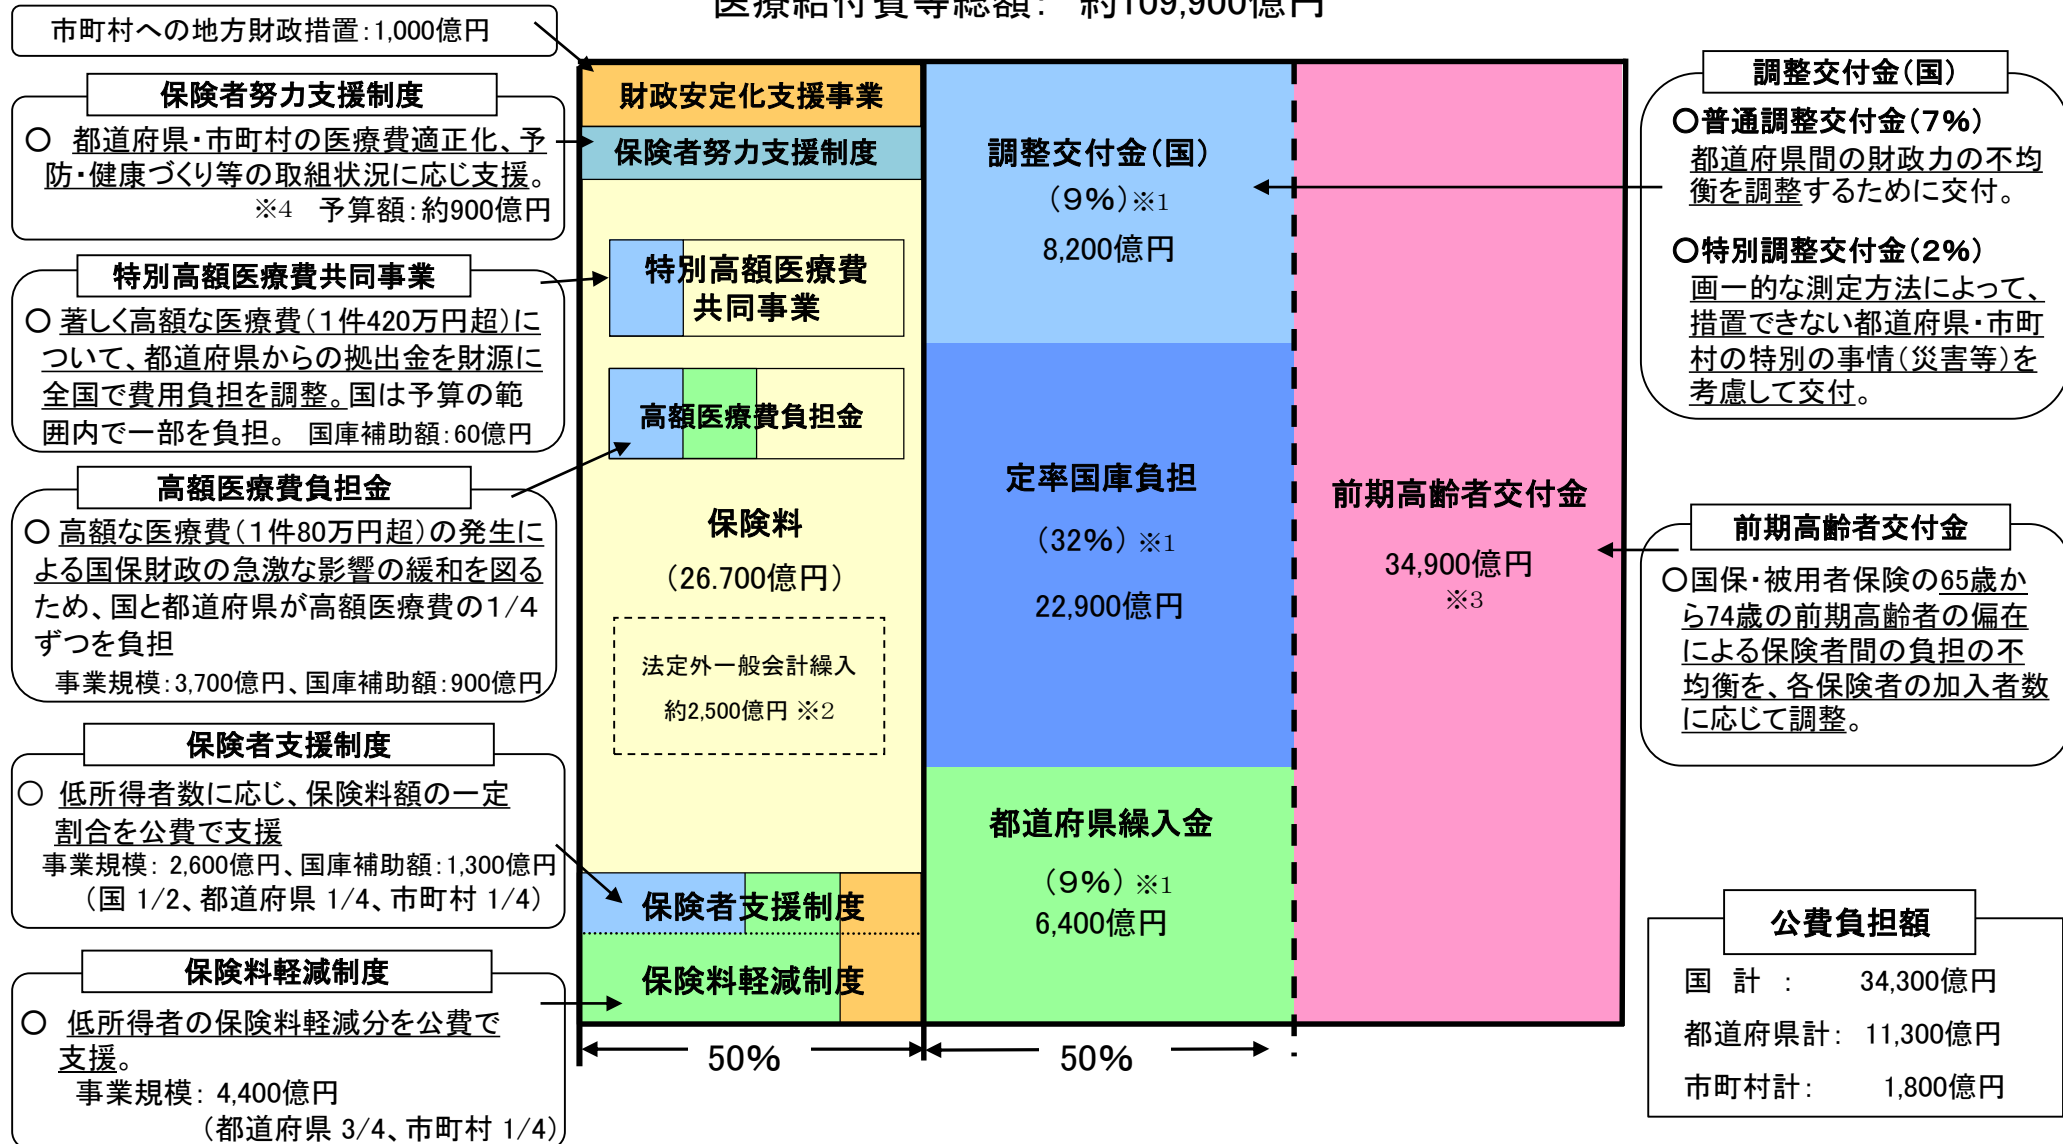 医療給付費等総額： 約109,900億円
市町村への地方財政措置：1,000億円
保険者努力支援制度
○ 都道府県・市町村の医療費適正化、予
防・健康づくり等の取組状況に応じ支援。
※4 予算額：約900億円
特別高額医療費共同事業
○ 著しく高額な医療費（１件420万円超）に
ついて、都道府県からの拠出金を財源に
全国で費用負担を調整。国は予算の範
囲内で一部を負担。 国庫補助額：60億円
高額医療費負担金
○ 高額な医療費（１件80万円超）の発生に
よる国保財政の急激な影響の緩和を図る
ため、国と都道府県が高額医療費の１/４
ずつを負担
事業規模：3,700億円、国庫補助額：900億円
保険者支援制度
○ 低所得者数に応じ、保険料額の一定
割合を公費で支援
事業規模： 2,600億円、国庫補助額：1,300億円
（国 1/2、都道府県 1/4、市町村 1/4）
保険料軽減制度
○ 低所得者の保険料軽減分を公費で
支援。
事業規模： 4,400億円
（都道府県 3/4、市町村 1/4）
財政安定化支援事業
保険者努力支援制度
特別高額医療費
共同事業
高額医療費負担金
保険料
（26.700億円）
法定外一般会計繰入
約2,500億円 ※2
保険者支援制度
保険料軽減制度
50％
調整交付金（国）
（９％）※1
8,200億円
定率国庫負担
（32％）※1
22,900億円
都道府県繰入金
（９％）※1
6,400億円
50％
前期高齢者交付金
34,900億円
※3
調整交付金（国）
○普通調整交付金（７％）
都道府県間の財政力の不均
衡を調整するために交付。
○特別調整交付金（２％）
画一的な測定方法によって、
措置できない都道府県・市町
村の特別の事情（災害等）を
考慮して交付。
前期高齢者交付金
○国保・被用者保険の65歳か
ら74歳の前期高齢者の偏在
による保険者間の負担の不
均衡を、各保険者の加入者数
に応じて調整。
公費負担額
国 計 ： 34,300億円
都道府県計： 11,300億円
市町村計： 1,800億円